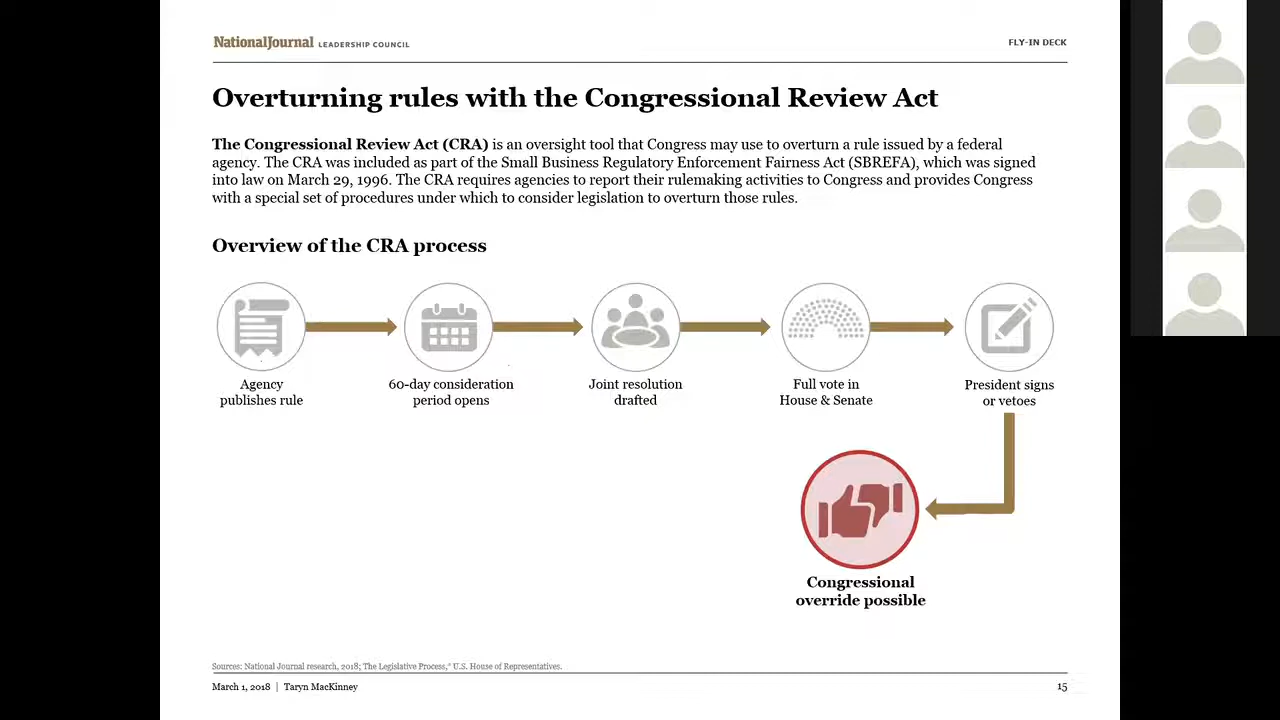 NationalJournal LEADERSHIP COUNCIL
FLY-IN DECK
Overturning rules with the Congressional Review Act
The Congressional Review Act (CRA) is an oversight tool that Congress may use to overturn a rule issued by a federal
agency. The CRA was included as part of the Small Business Regulatory Enforcement Fairness Act (SBREFA), which was signed
into law on March 29, 1996. The CRA requires agencies to report their rulemaking activities to Congress and provides Congress
with a special set of procedures under which to consider legislation to overturn those rules.
Overview of the CRA process
Agency
publishes rule
60-day consideration
period opens
Joint resolution
drafted
Full vote in
House & Senate
President signs
or vetoes
Congressional
override possible
Sources: National Journal research, 2018; The Legislative Process," U.S. House of Representatives.
March 1, 2018 | Taryn MacKinney
15